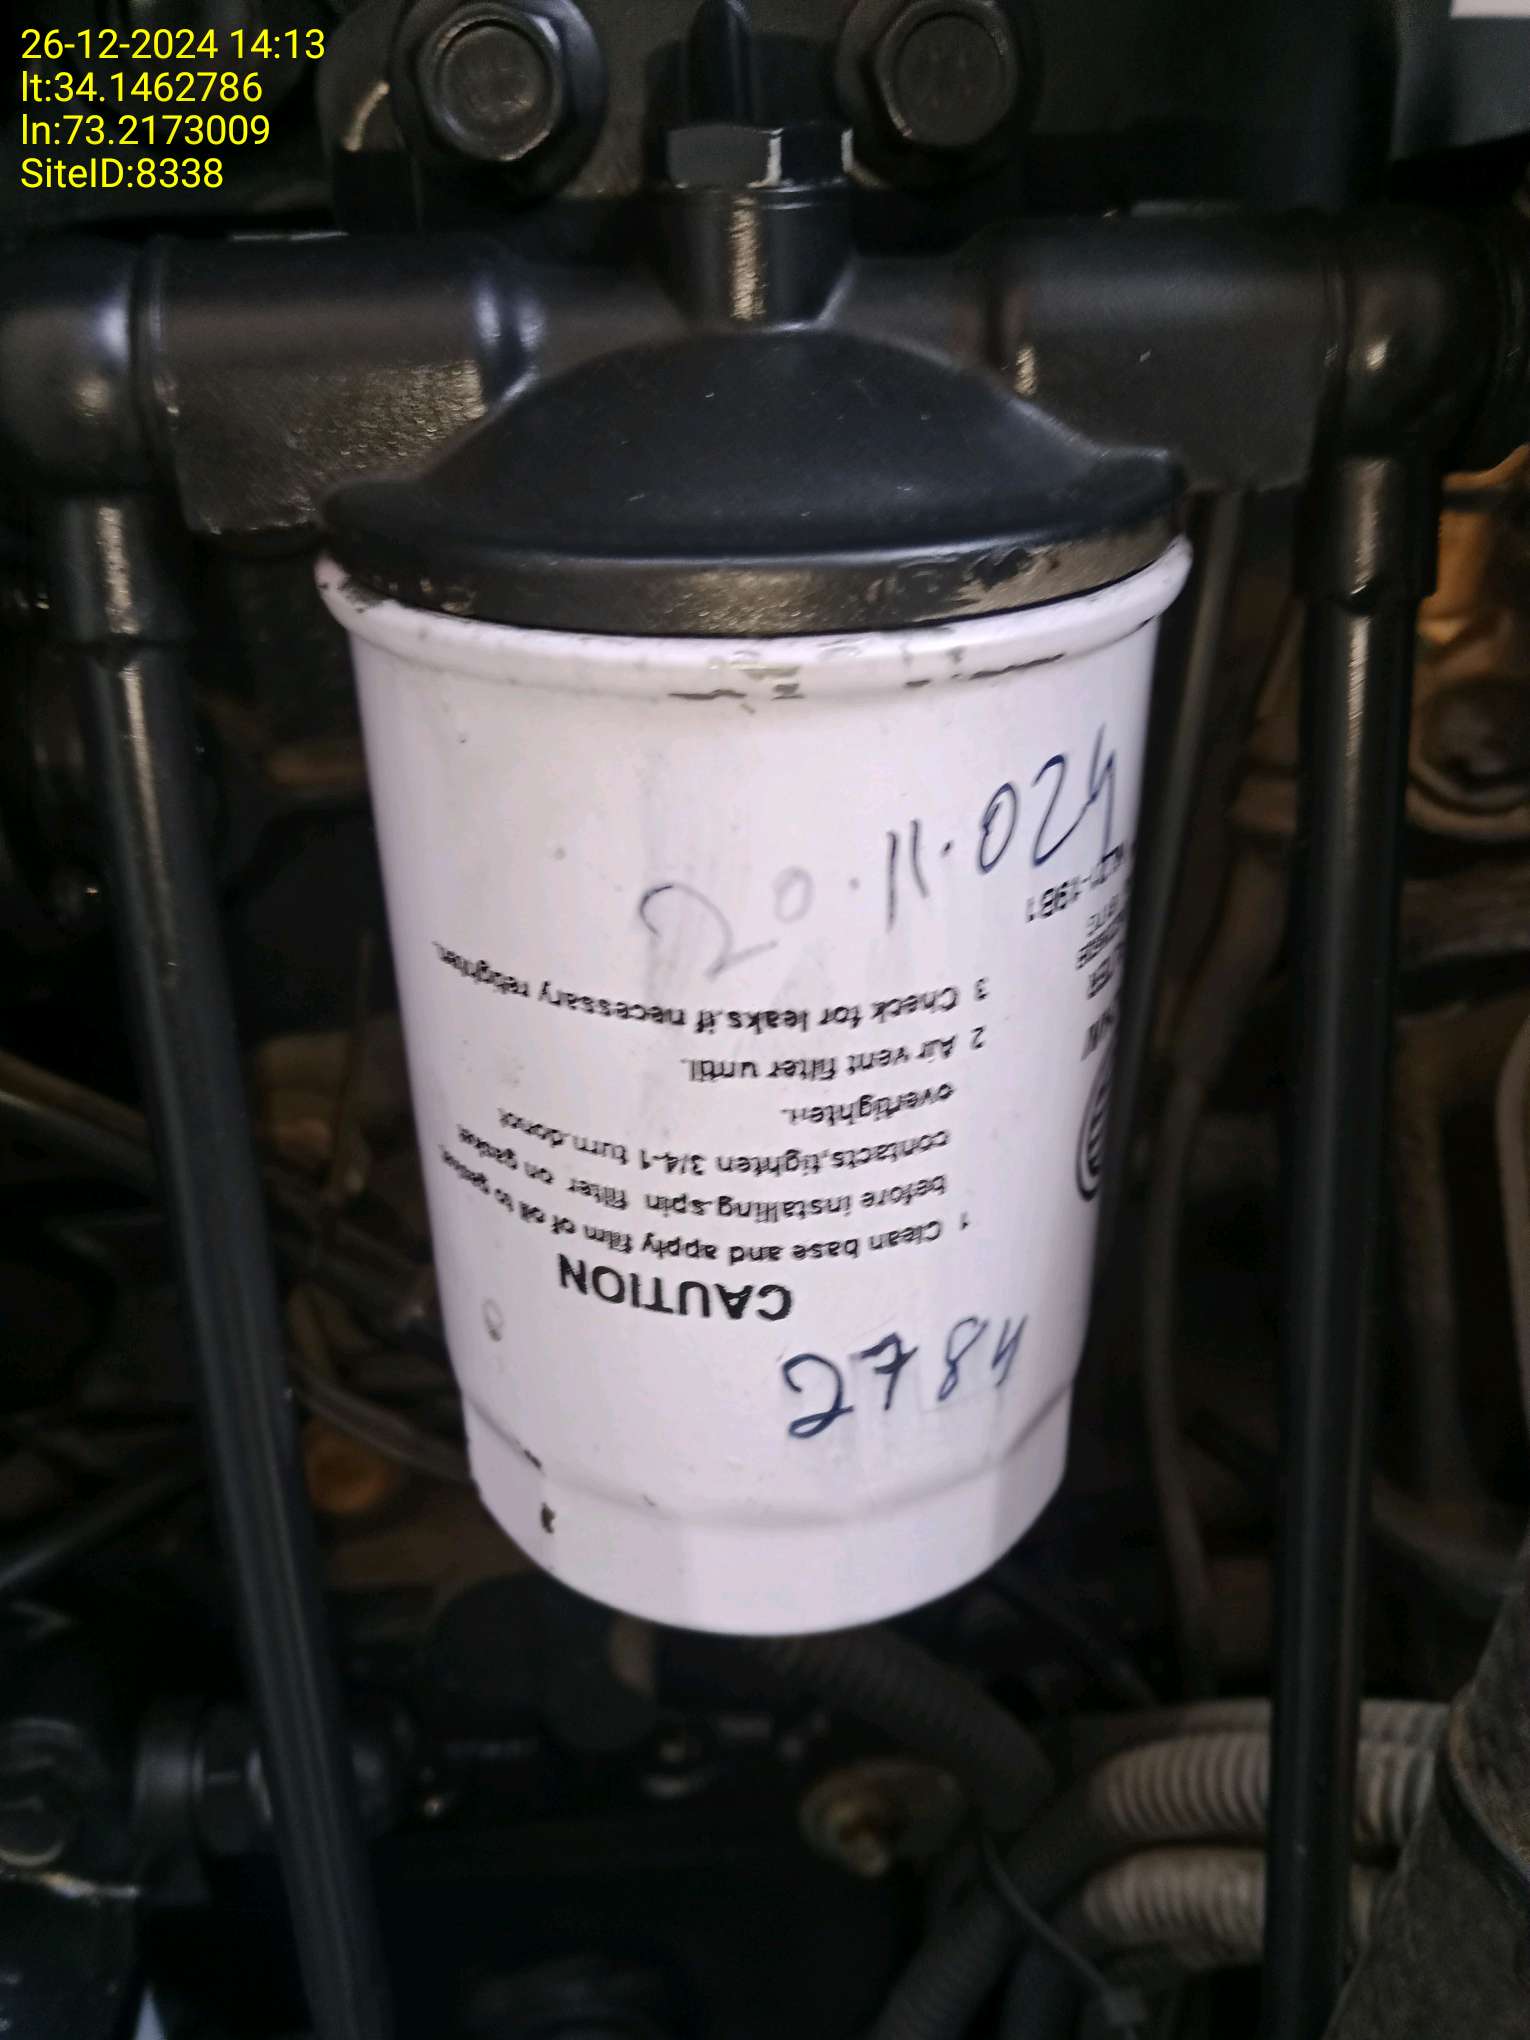 26-12-2024 14:13
lt:34.1462786
ln:73.2173009
SiteID:8338
20.11.024
2784
CAUTION
1 Clean base and apply film of oil to gasket
before installing.spin filter on gasket
contacts,tighten 3/4-1 turn.donot
overtighten.
2 Air vent filter until.
3 Check for leaks.if necessary retighten.